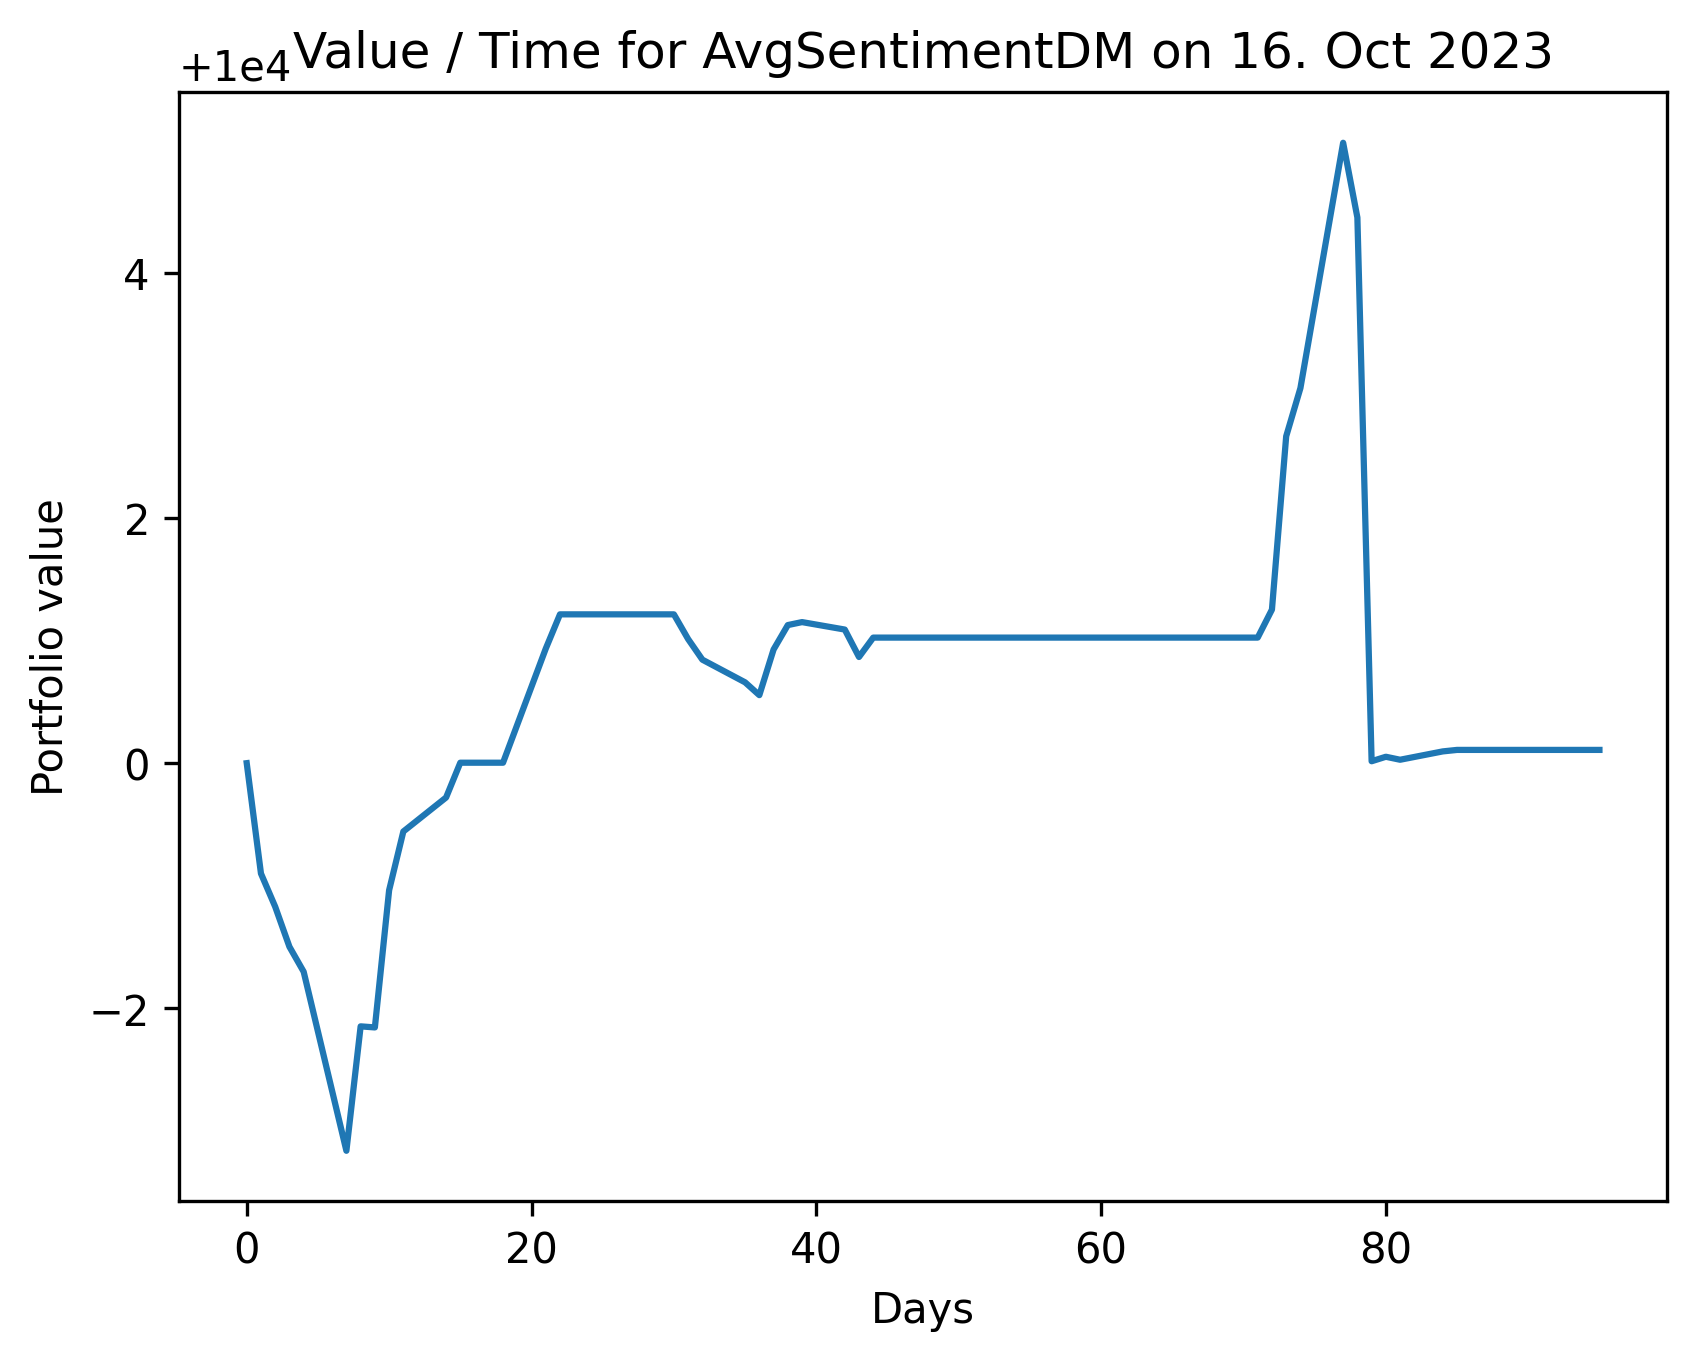 Value / Time for AvgSentimentDM on 16. Oct 2023
+1e4
4
2
0
−2
Portfolio value
0 20 40 60 80
Days